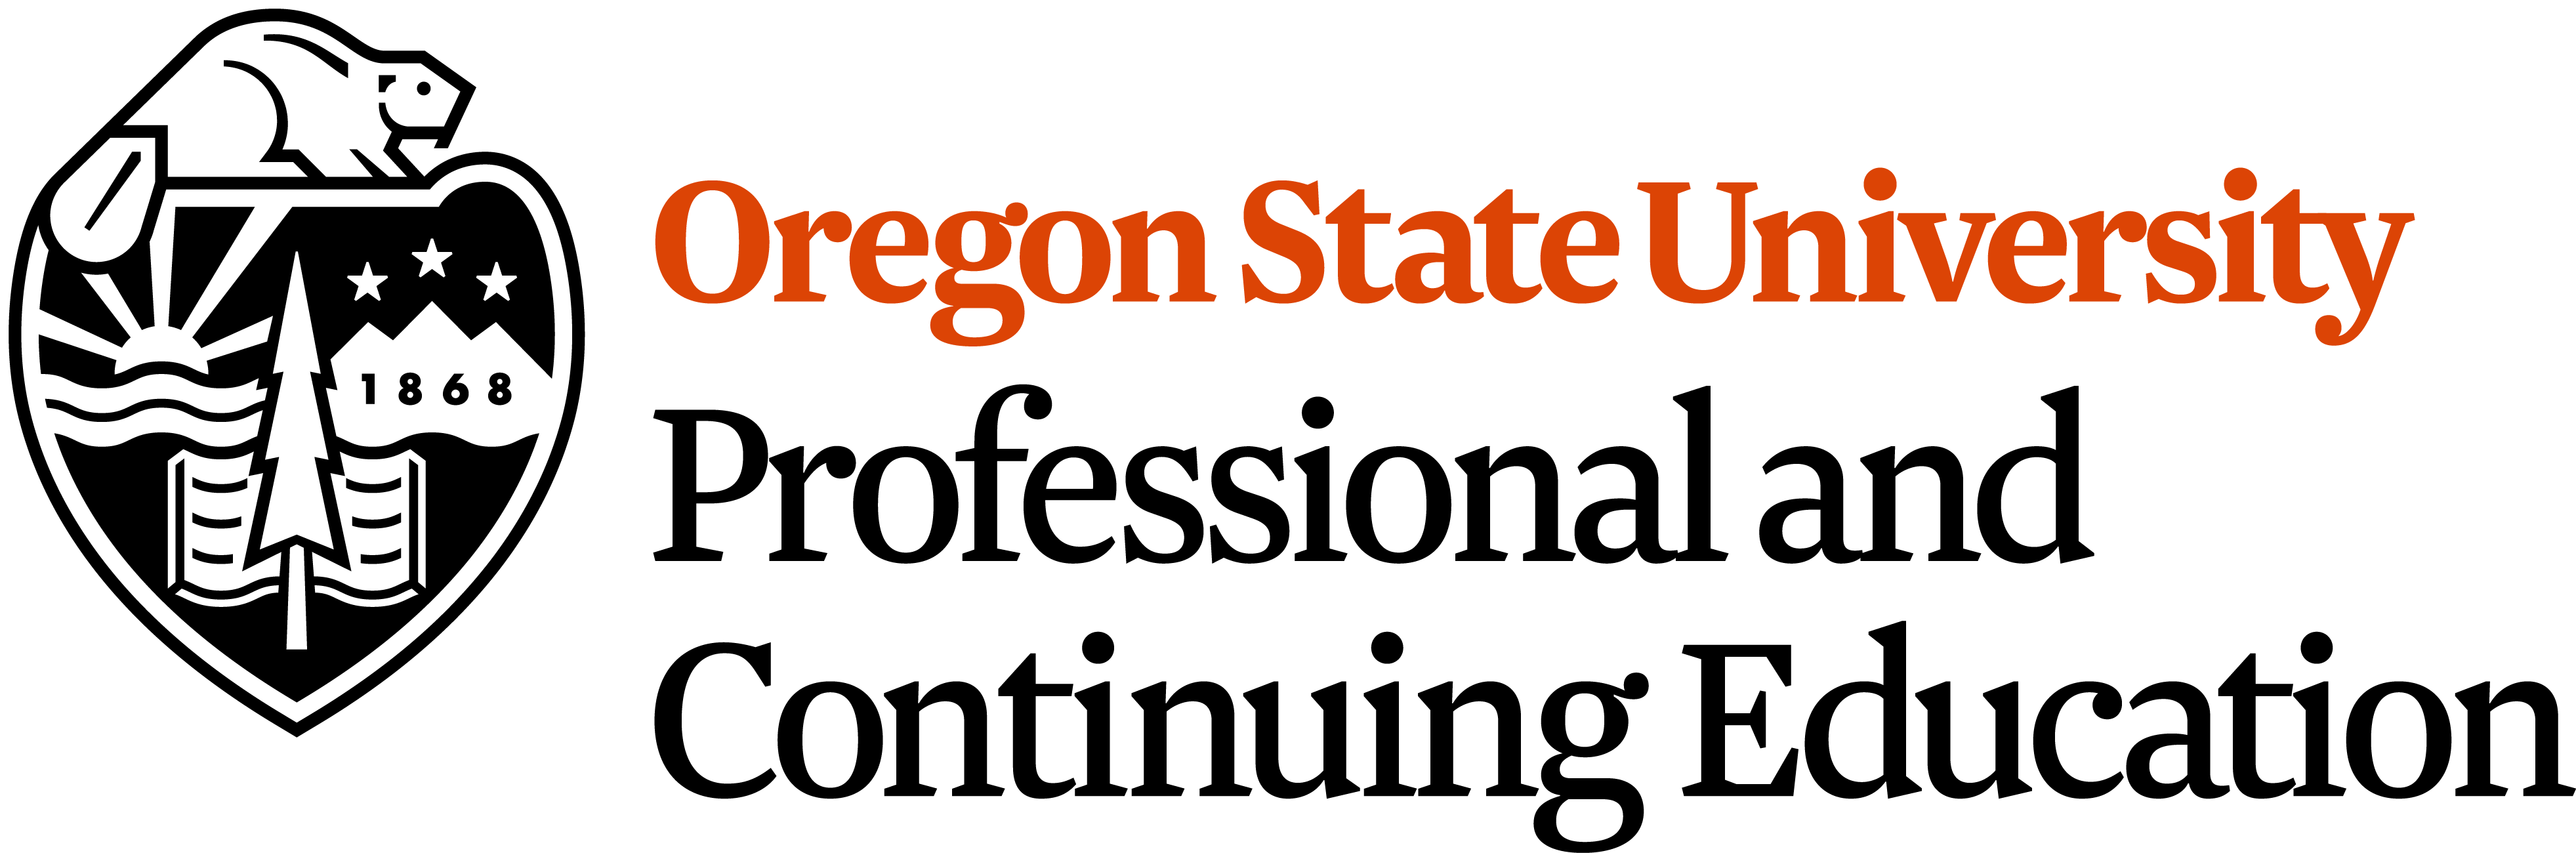 1868
Oregon State University
Professional and
Continuing Education